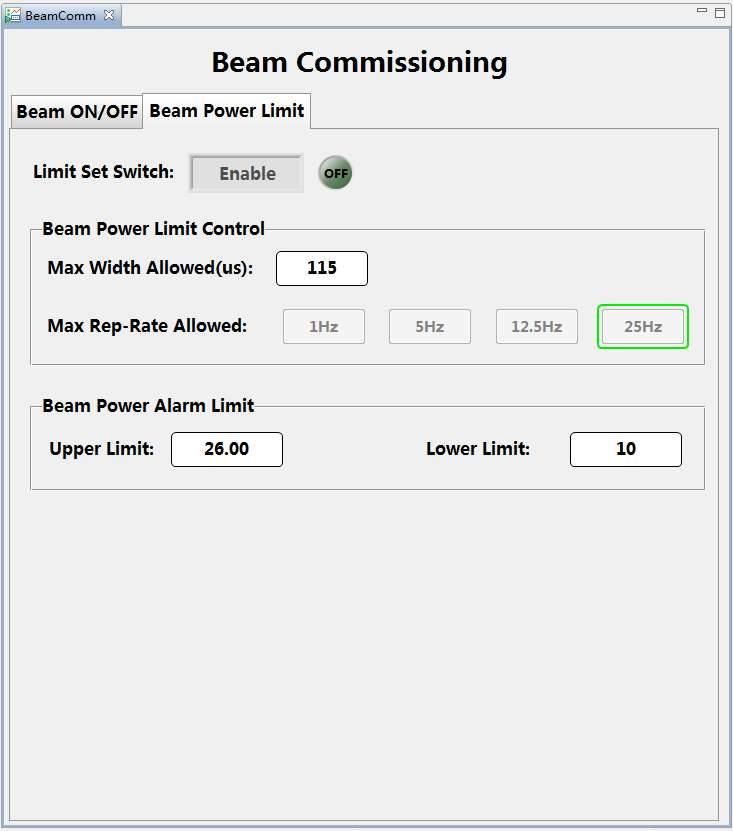 BeamComm
Beam Commissioning
Beam ON/OFF Beam Power Limit
Limit Set Switch: Enable OFF
Beam Power Limit Control
Max Width Allowed(us): 115
Max Rep-Rate Allowed: 1Hz 5Hz 12.5Hz 25Hz
Beam Power Alarm Limit
Upper Limit: 26.00 Lower Limit: 10